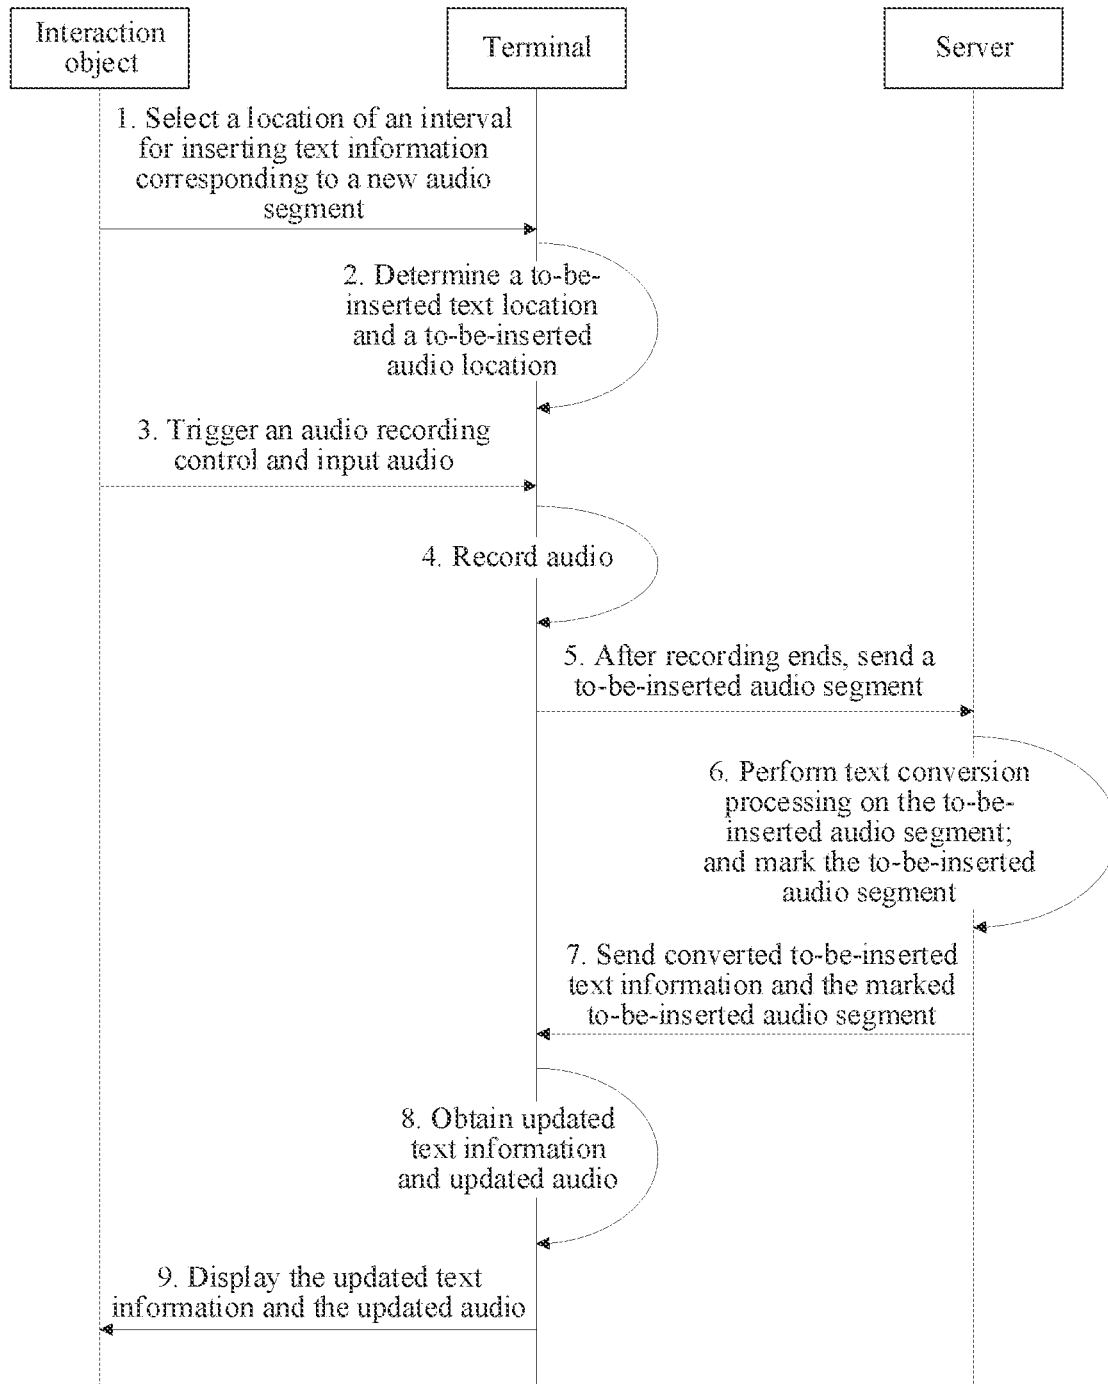 Interaction
object
Terminal
Server
1. Select a location of an interval
for inserting text information
corresponding to a new audio
segment
2. Determine a to-be-
inserted text location
and a to-be-inserted
audio location
3. Trigger an audio recording
control and input audio
4. Record audio
5. After recording ends, send a
to-be-inserted audio segment
6. Perform text conversion
processing on the to-be-
inserted audio segment;
and mark the to-be-inserted
audio segment
7. Send converted to-be-inserted
text information and the marked
to-be-inserted audio segment
8. Obtain updated
text information
and updated audio
9. Display the updated text
information and the updated audio